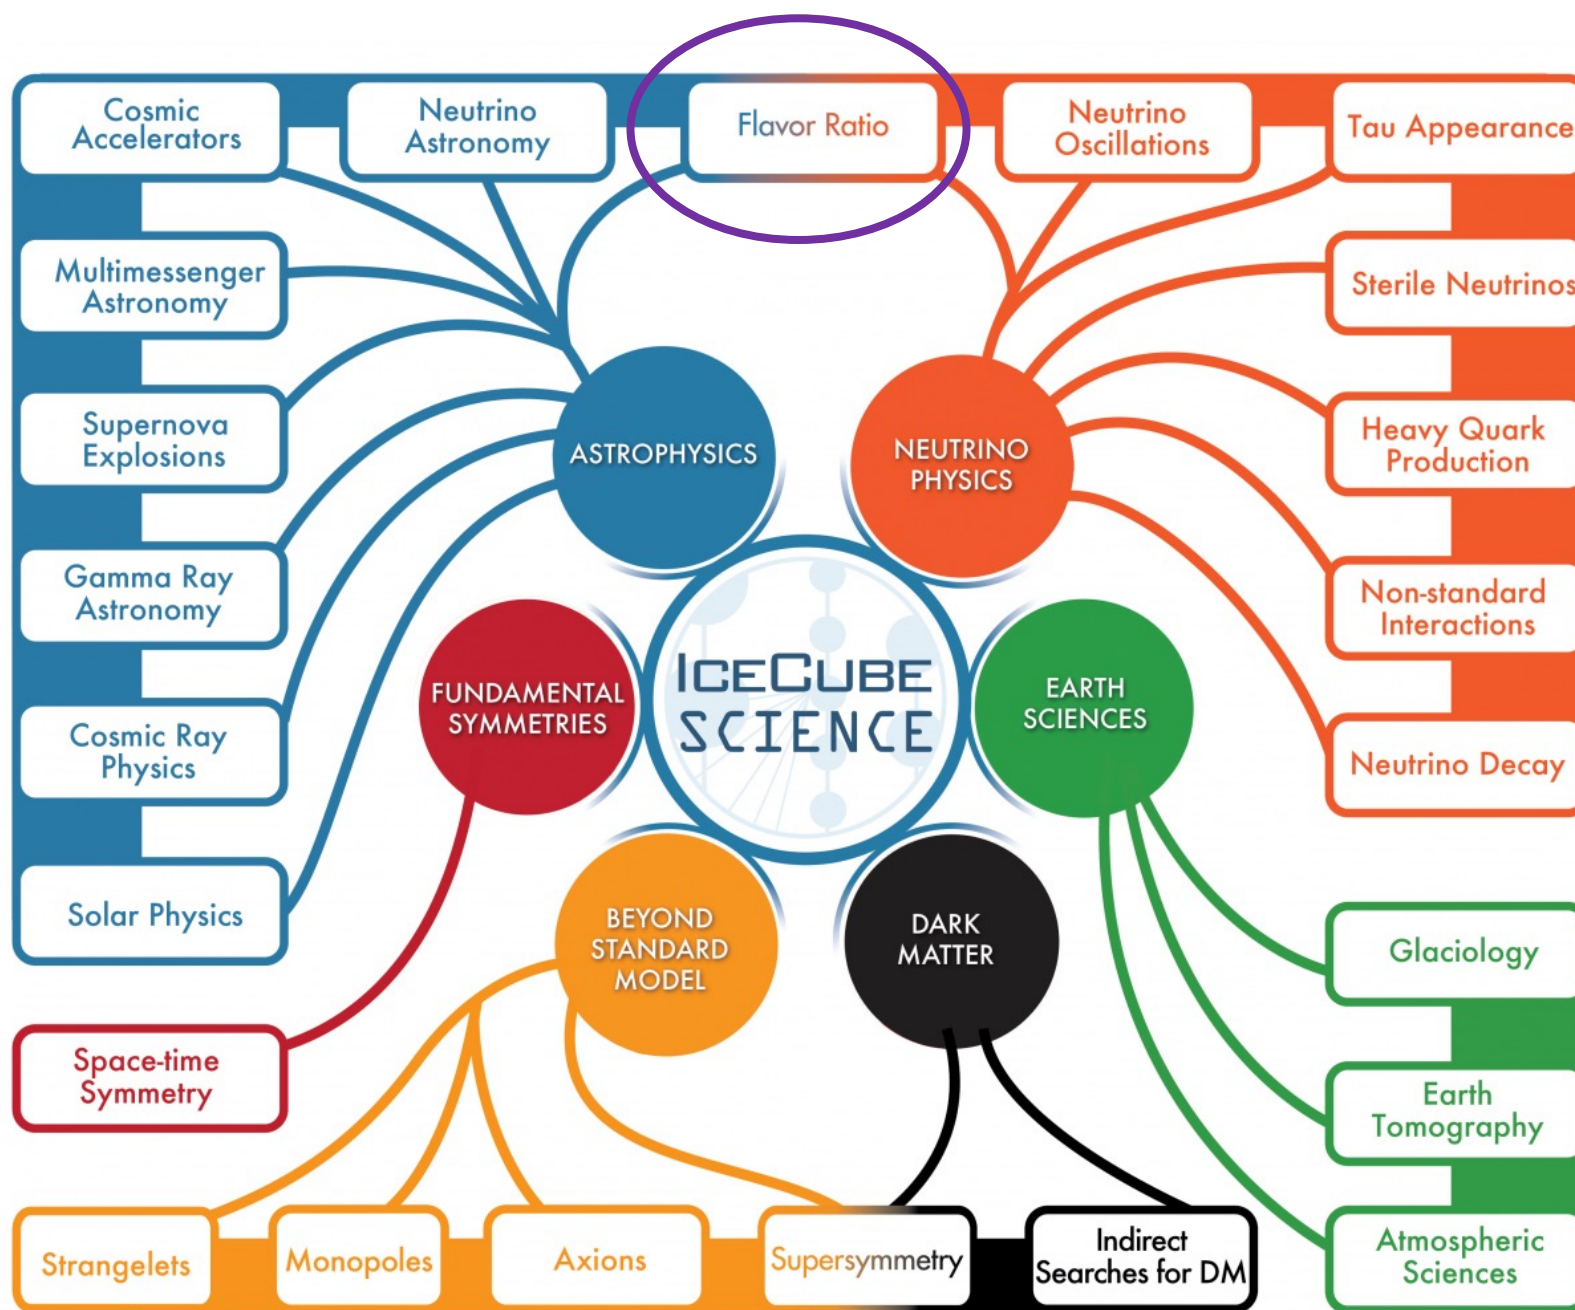 Cosmic
Accelerators
Neutrino
Astronomy
Flavor Ratio
Neutrino
Oscillations
Tau Appearance
Multimessenger
Astronomy
Sterile Neutrinos
Supernova
Explosions
ASTROPHYSICS
NEUTRINO
PHYSICS
Heavy Quark
Production
Gamma Ray
Astronomy
Non-standard
Interactions
FUNDAMENTAL
SYMMETRIES
ICECUBE
SCIENCE
EARTH
SCIENCES
Cosmic Ray
Physics
Neutrino Decay
Solar Physics
BEYOND
STANDARD
MODEL
DARK
MATTER
Glaciology
Space-time
Symmetry
Earth
Tomography
Strangelets
Monopoles
Axions
Supersymmetry
Indirect
Searches for DM
Atmospheric
Sciences